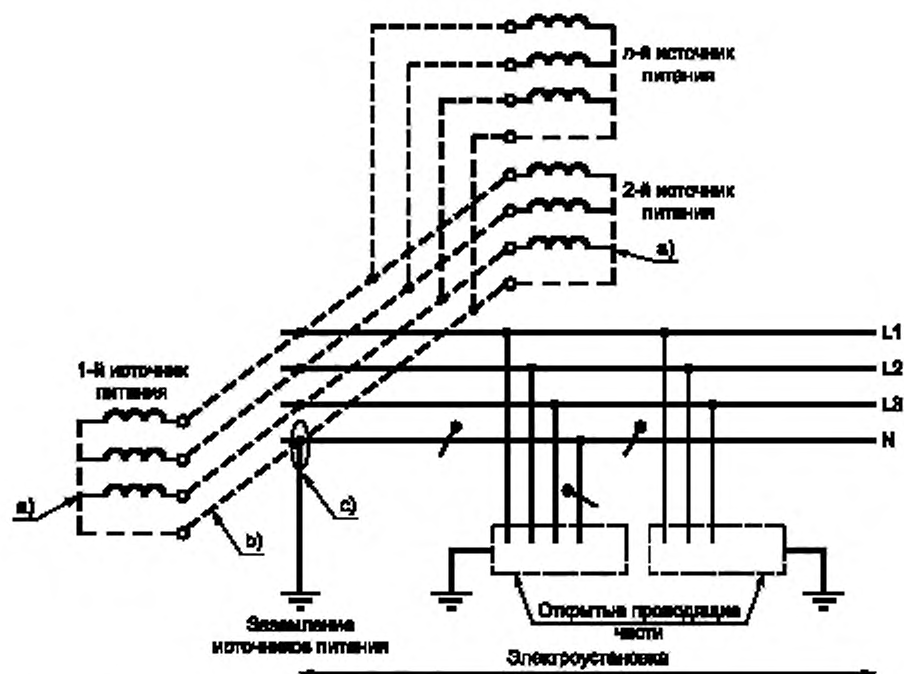 n-й источник
питания
2-й источник
питания
a)
L1
1-й источник
питания
L2
L3
N
a)
b)
c)
Заземление
источников питания
Открытые проводящие
части
Электроустановка